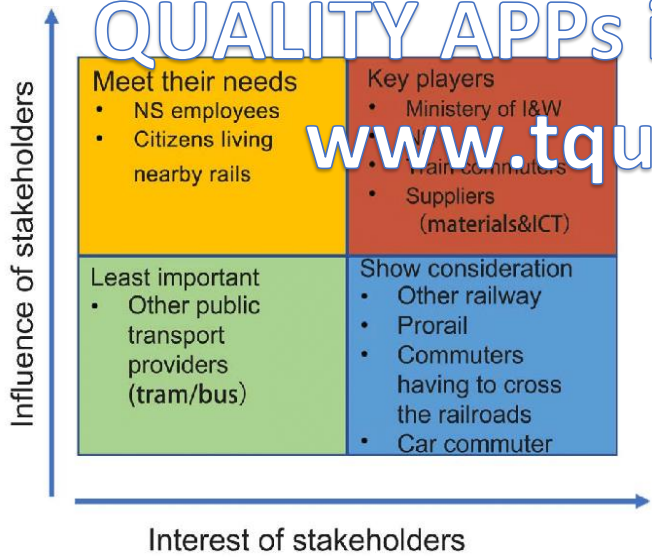 QUALITY APPs i
Meet their needs
• NS employees
• Citizens living
nearby rails
Key players
• Ministery of I&W
www.tqu
• Train commuters
• Suppliers
(materials&ICT)
Least important
• Other public
transport
providers
(tram/bus)
Show consideration
• Other railway
• Prorail
• Commuters
having to cross
the railroads
• Car commuter
Influence of stakeholders
Interest of stakeholders